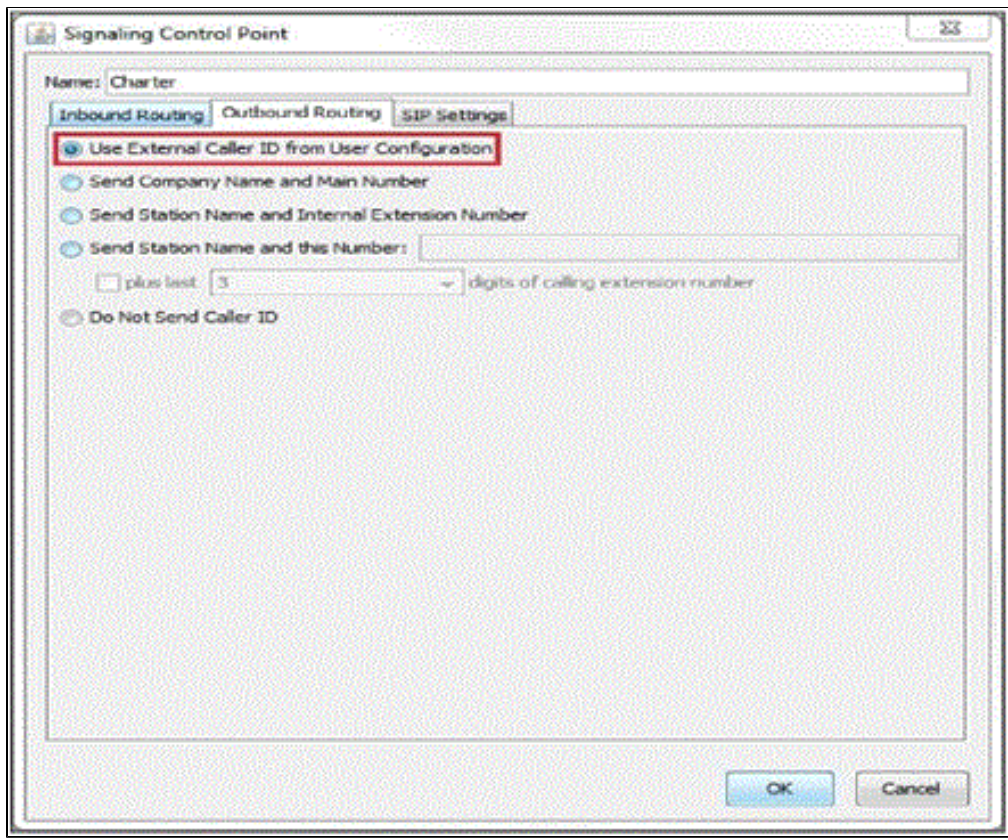 Signaling Control Point
Name: Charter
Inbound Routing Outbound Routing SIP Settings
Use External Caller ID from User Configuration
Send Company Name and Main Number
Send Station Name and Internal Extension Number
Send Station Name and this Number:
plus last 3 digits of calling extension number
Do Not Send Caller ID
OK Cancel